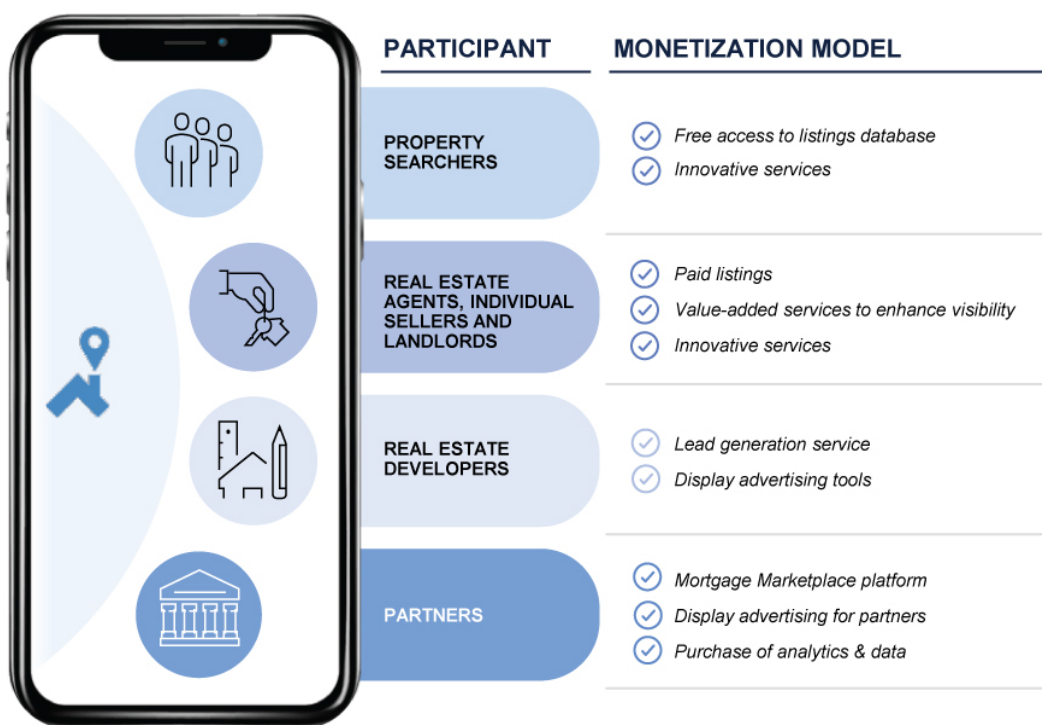 PARTICIPANT
MONETIZATION MODEL
PROPERTY
SEARCHERS
Free access to listings database
Innovative services
REAL ESTATE
AGENTS, INDIVIDUAL
SELLERS AND
LANDLORDS
Paid listings
Value-added services to enhance visibility
Innovative services
REAL ESTATE
DEVELOPERS
Lead generation service
Display advertising tools
PARTNERS
Mortgage Marketplace platform
Display advertising for partners
Purchase of analytics & data